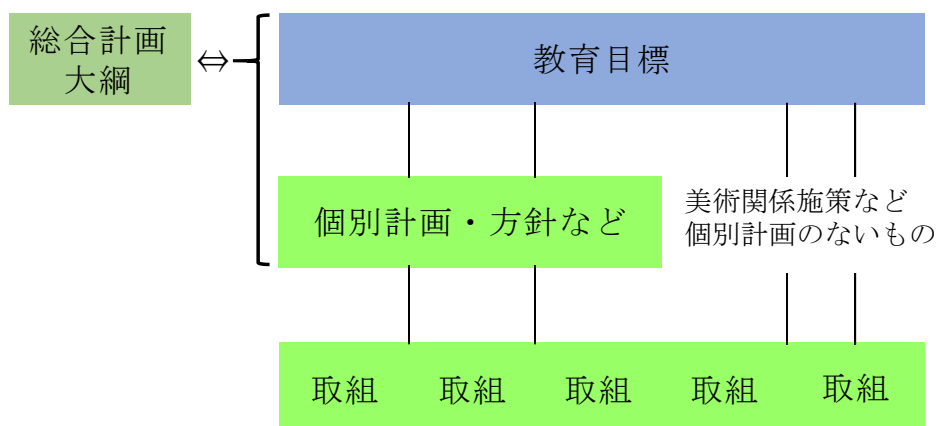 総合計画
大綱
⇔
教育目標
個別計画・方針など
美術関係施策など
個別計画のないもの
取組 取組 取組 取組 取組